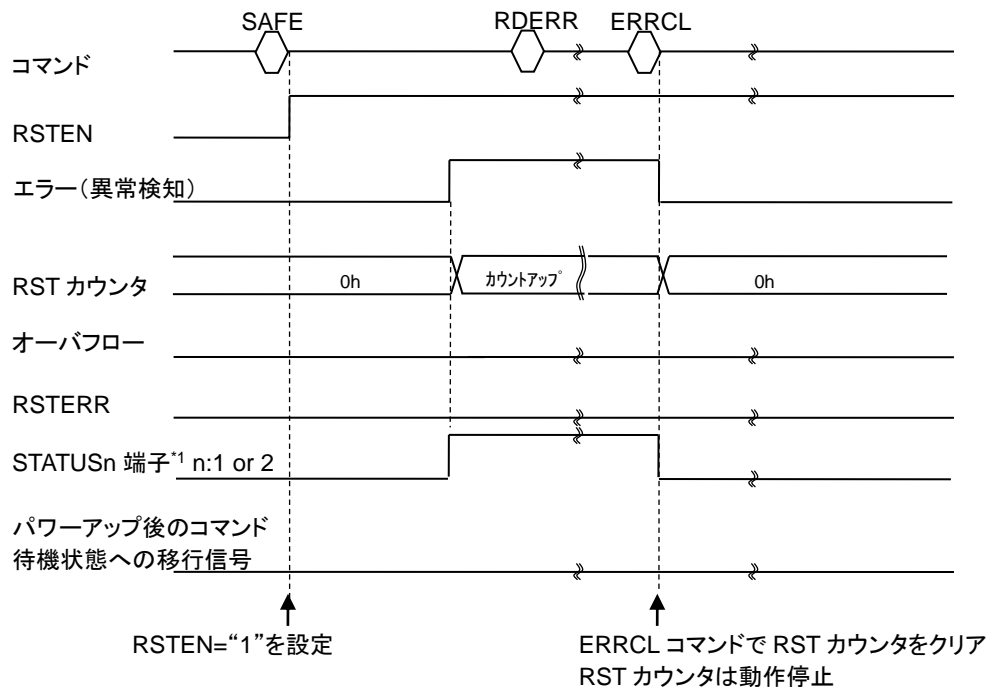 SAFE RDERR ERRCL
コマンド
RSTEN
エラー（異常検知）
RST カウンタ 0h カウントアップ 0h
オーバフロー
RSTERR
STATUSn 端子*1 n:1 or 2
パワーアップ後のコマンド
待機状態への移行信号
RSTEN=“1”を設定
ERRCL コマンドで RST カウンタをクリア
RST カウンタは動作停止